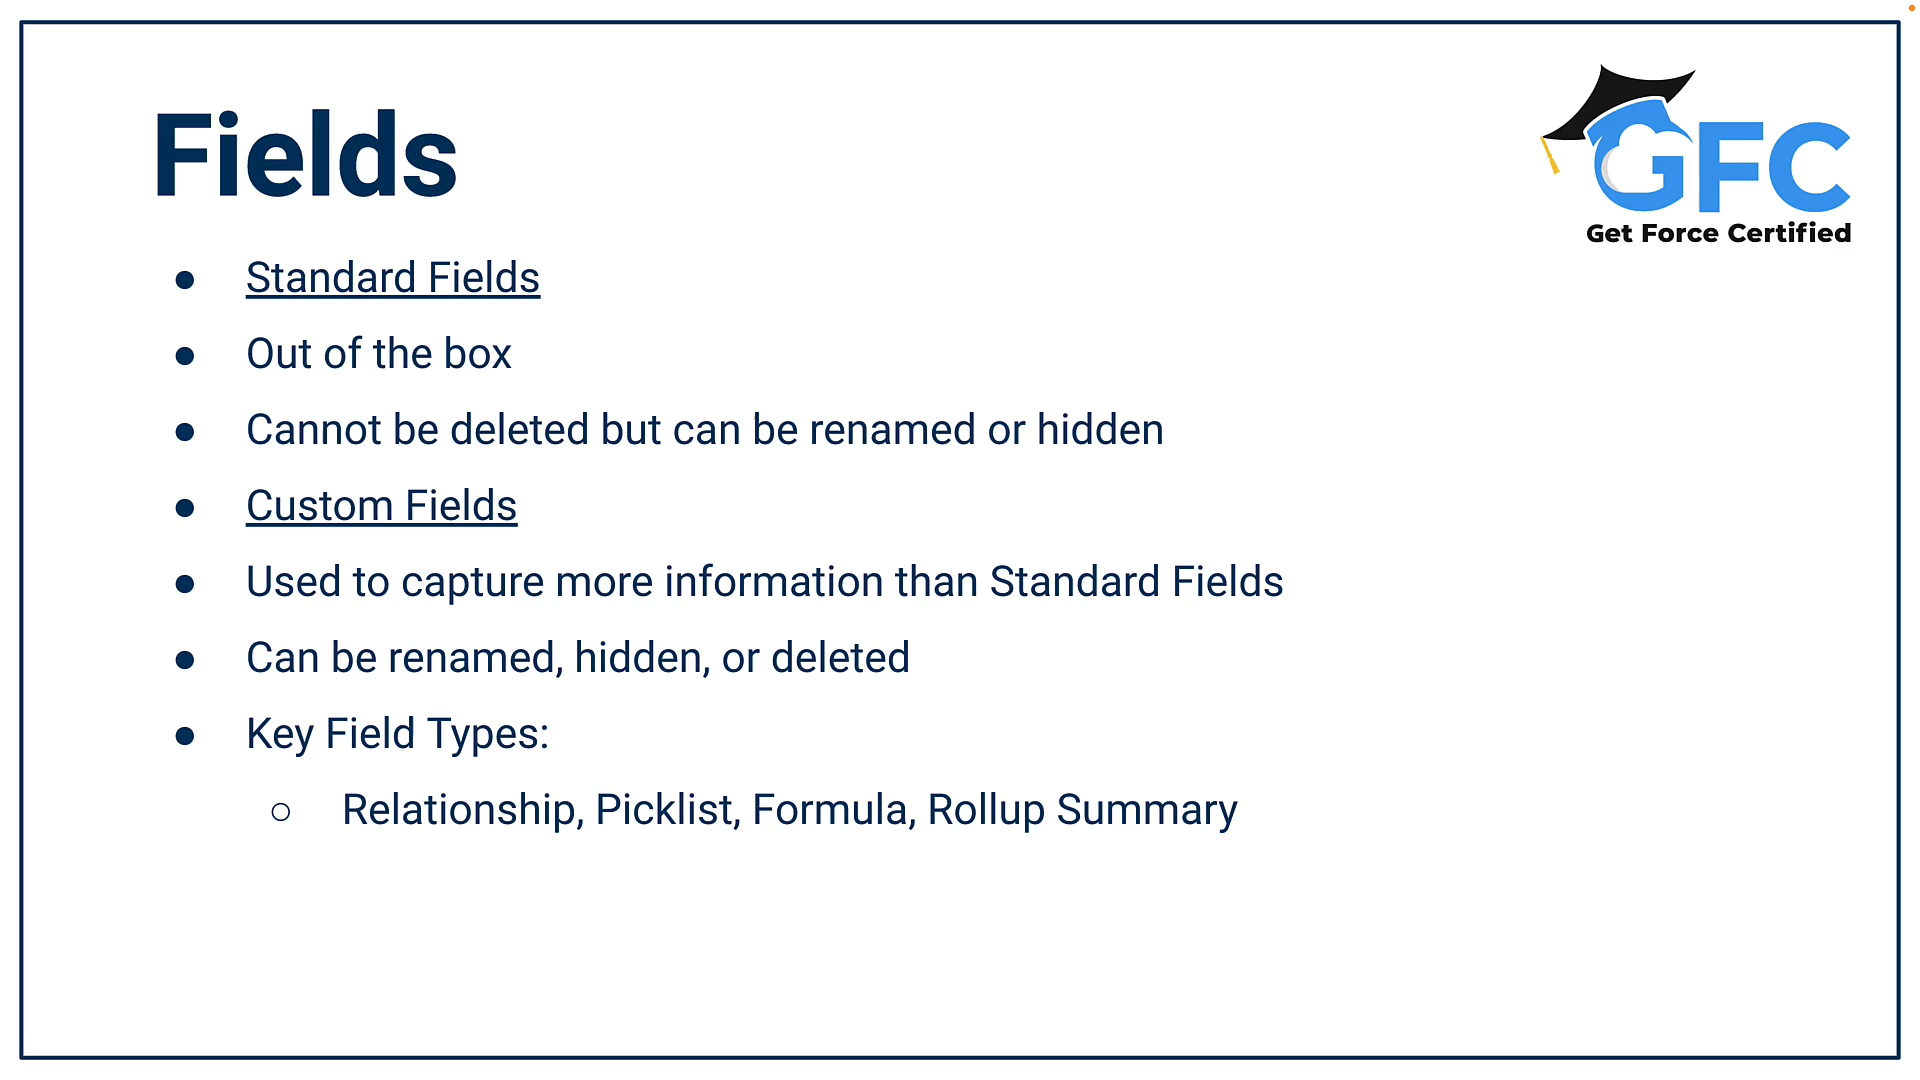 Fields
GFC
Get Force Certified
● Standard Fields
● Out of the box
● Cannot be deleted but can be renamed or hidden
● Custom Fields
● Used to capture more information than Standard Fields
● Can be renamed, hidden, or deleted
● Key Field Types:
○ Relationship, Picklist, Formula, Rollup Summary